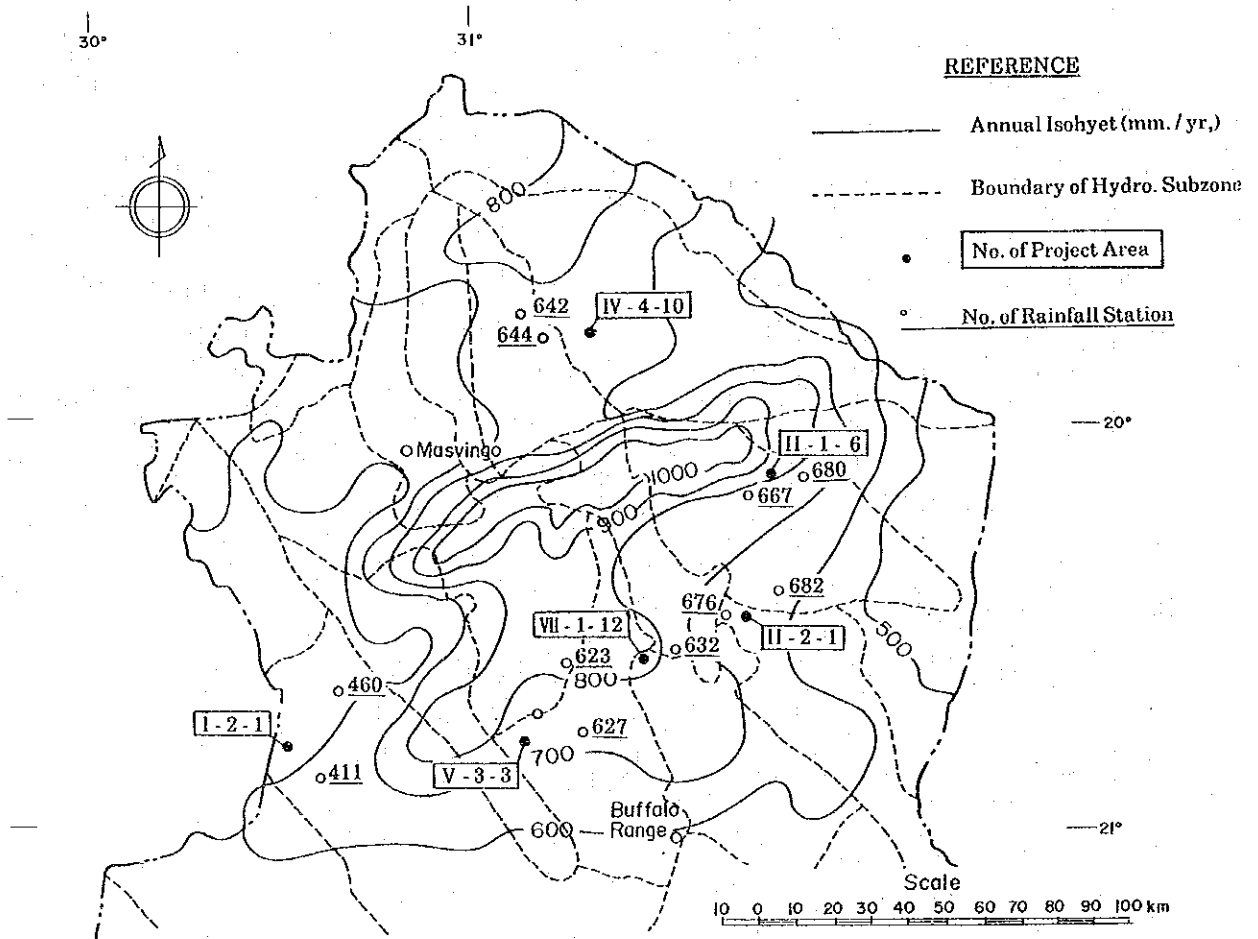 30°
31°
REFERENCE
Annual Isohyet (mm. / yr,)
Boundary of Hydro. Subzone
No. of Project Area
No. of Rainfall Station
800
642
IV - 4 - 10
644
20°
Masvingo
II - 1 - 6
1000
680
667
900
682
676
VII - 1 - 12
II - 2 - 1
632
500
623
800
460
I - 2 - 1
627
700
411
V - 3 - 3
Buffalo
Range
600
21°
Scale
10 0 10 20 30 40 50 60 70 80 90 100 km